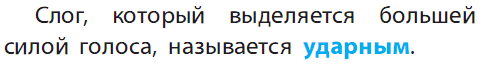 Слог, который выделяется большей
силой голоса, называется ударным.